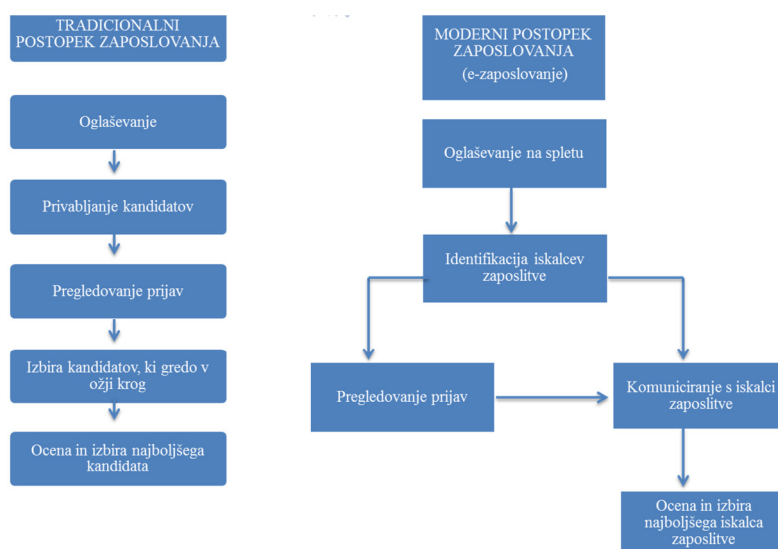 TRADICIONALNI
POSTOPEK ZAPOSLOVANJA
Oglaševanje
Privabljanje kandidatov
Pregledovanje prijav
Izbira kandidatov, ki gredo v
ožji krog
Ocena in izbira najboljšega
kandidata
MODERNI POSTOPEK
ZAPOSLOVANJA
(e-zaposlovanje)
Oglaševanje na spletu
Identifikacija iskalcev
zaposlitve
Pregledovanje prijav
Komuniciranje s iskalci
zaposlitve
Ocena in izbira
najboljšega iskalca
zaposlitve